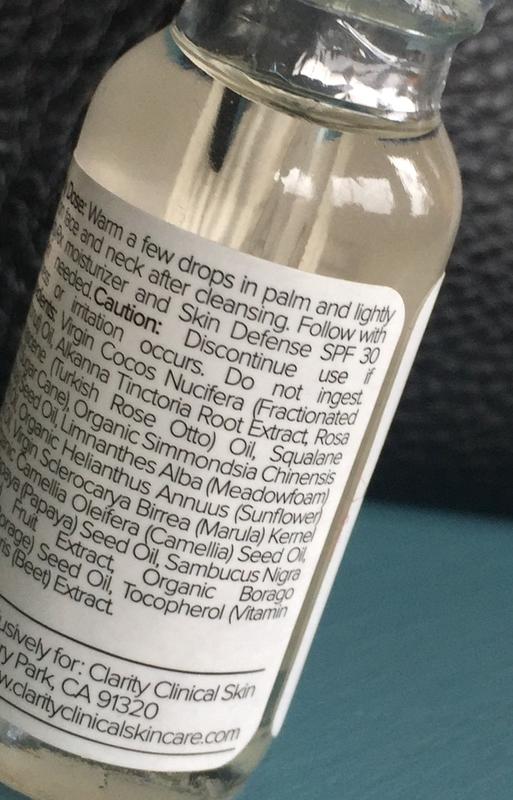 Dose: Warm a few drops in palm and lightly
face and neck after cleansing. Follow with
moisturizer and Skin Defense SPF 30
needed. Caution: Discontinue use if
or irritation occurs. Do not ingest.
Virgin Cocos Nucifera (Fractionated
Oil, Alkanna Tinctoria Root Extract, Rosa
(Turkish Rose Otto) Oil, Squalane
Cane), Organic Simmondsia Chinensis
Seed Oil, Limnanthes Alba (Meadowfoam)
Organic Helianthus Annuus (Sunflower)
Virgin Sclerocarya Birrea (Marula) Kernel
Camellia Oleifera (Camellia) Seed Oil,
(Papaya) Seed Oil, Sambucus Nigra
Fruit Extract, Organic Borago
Seed Oil, Tocopherol (Vitamin
(Beet) Extract.
for: Clarity Clinical Skin
Park, CA 91320
w.clarityclinicalskincare.com